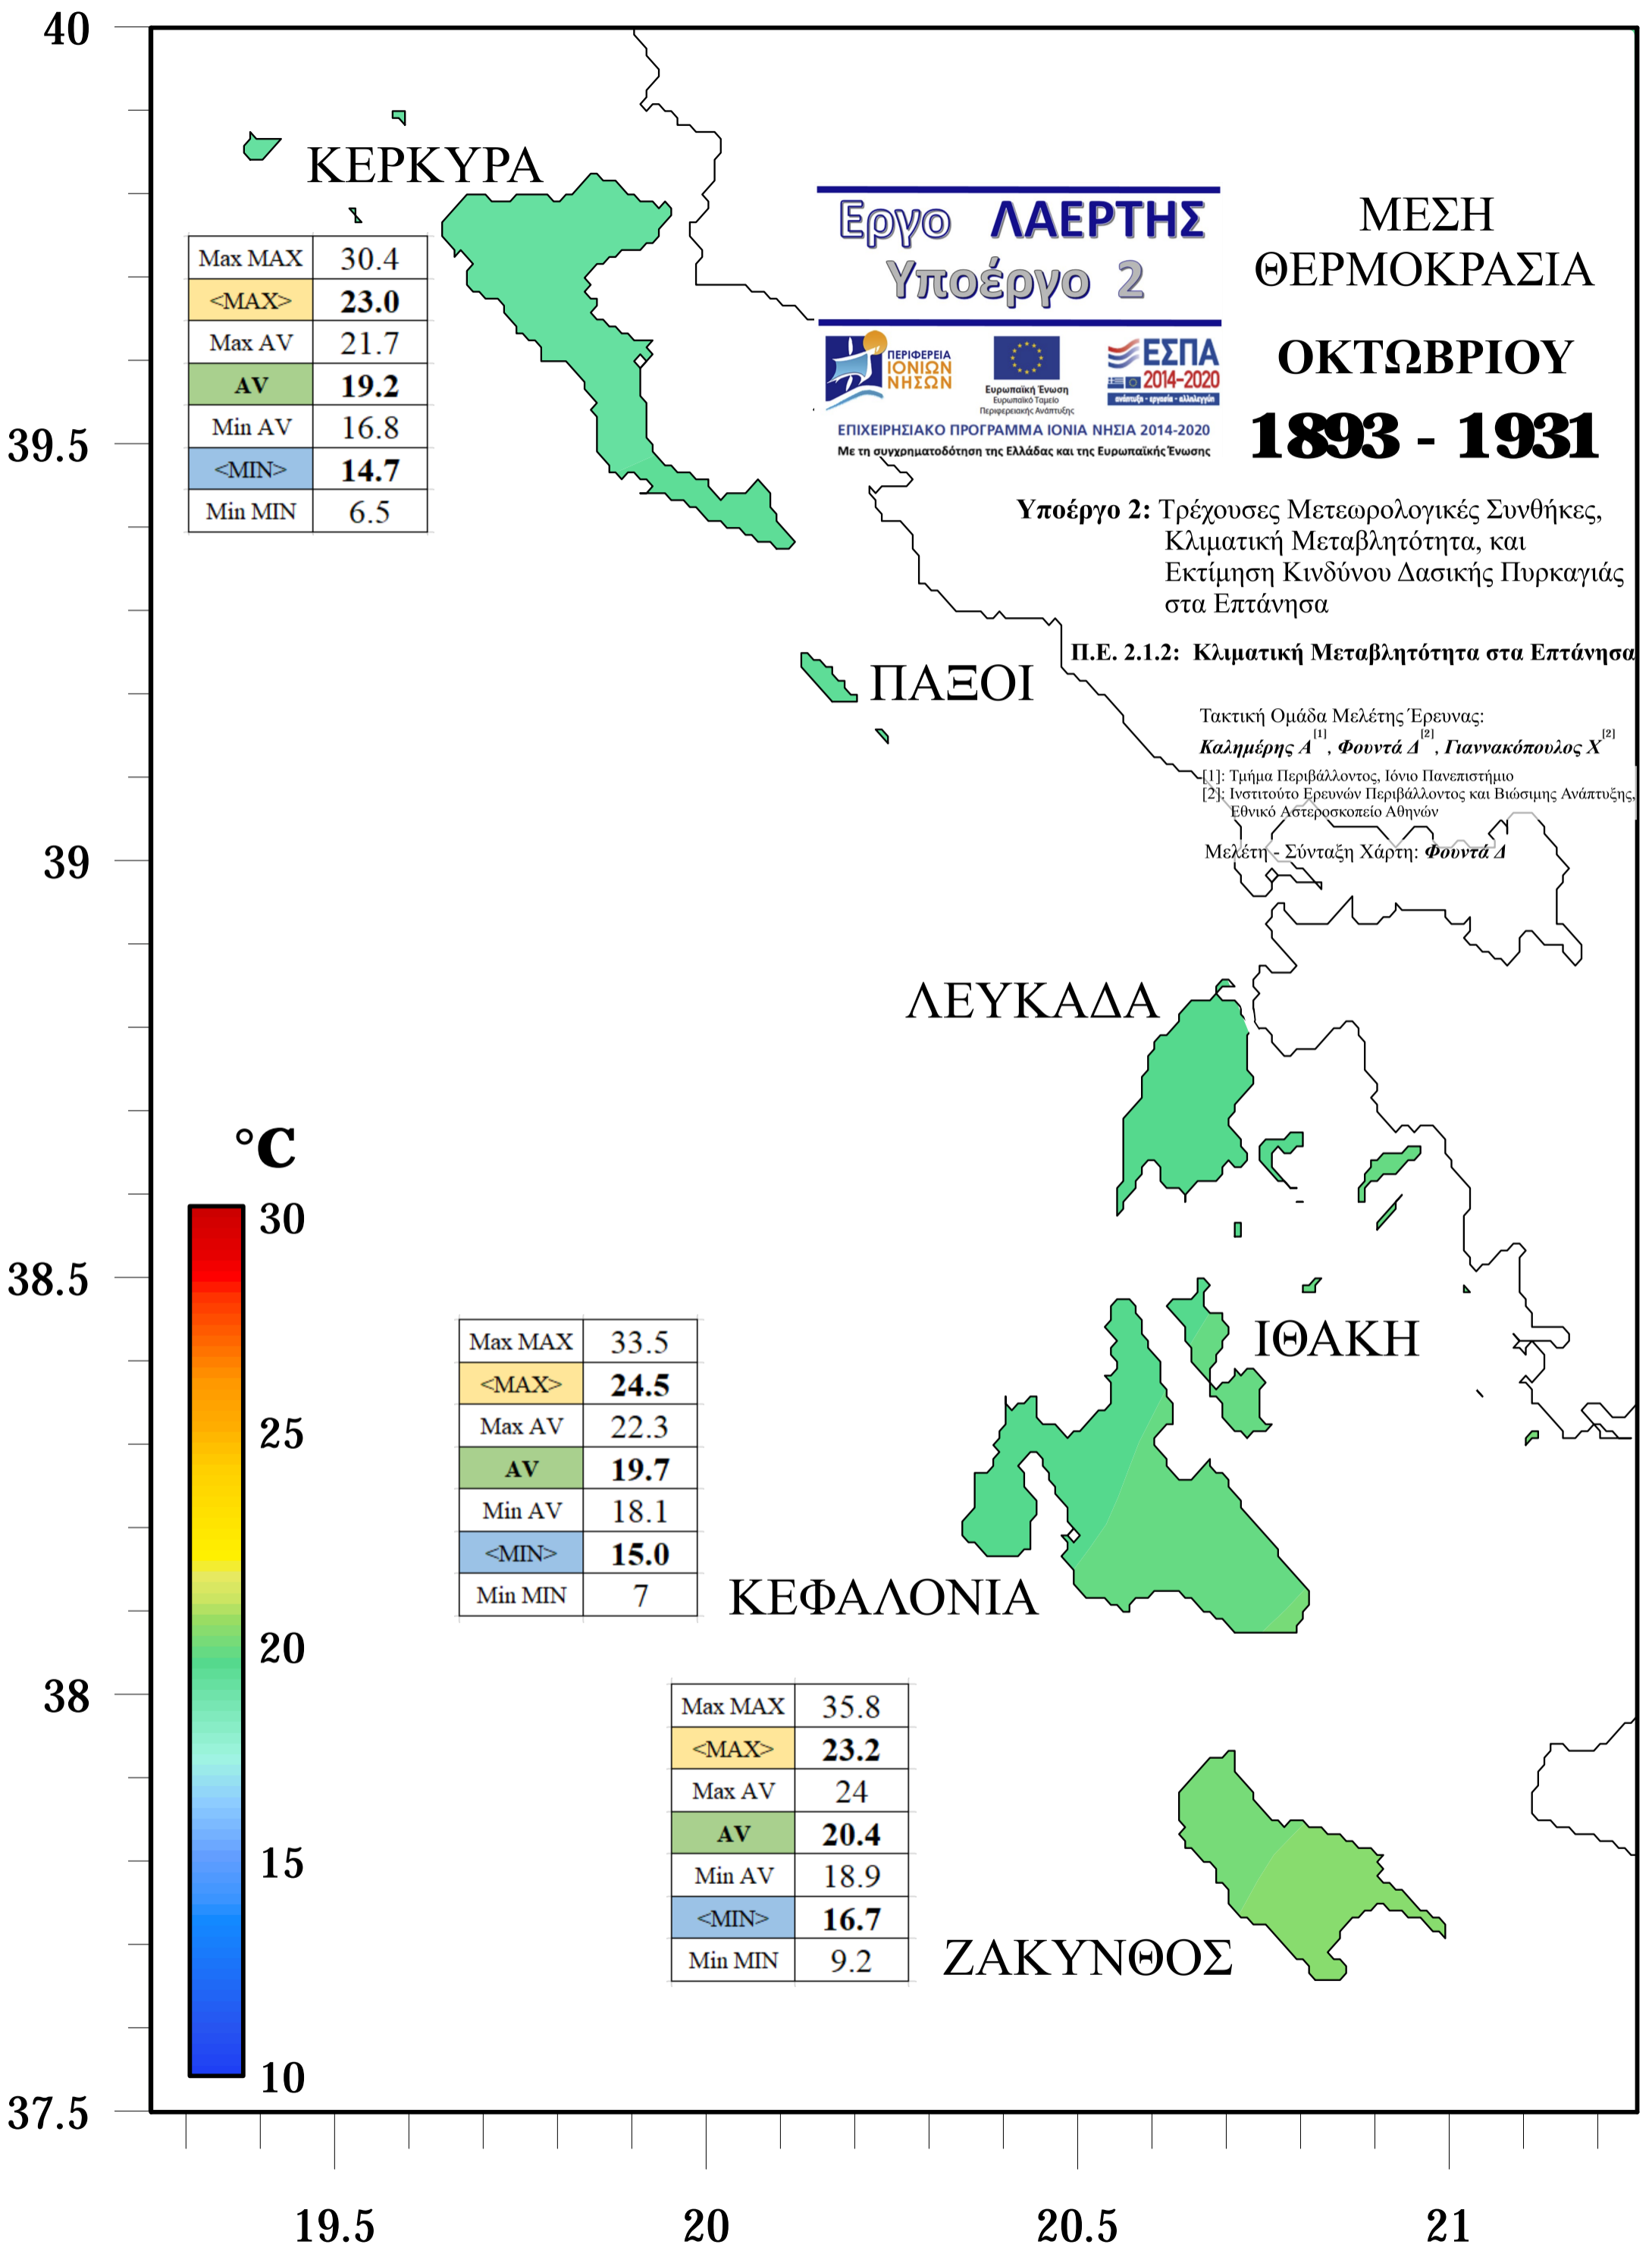 40
39.5
39
38.5
38
37.5
19.5
20
20.5
21
ΚΕΡΚΥΡΑ
Max MAX 30.4
<MAX> 23.0
Max AV 21.7
AV 19.2
Min AV 16.8
<MIN> 14.7
Min MIN 6.5
Εργο ΛΑΕΡΤΗΣ
Υποέργο 2
ΠΕΡΙΦΕΡΕΙΑ
ΙΟΝΙΩΝ
ΝΗΣΩΝ
Ευρωπαϊκή Ένωση
Ευρωπαϊκό Ταμείο
Περιφερειακής Ανάπτυξης
ΕΣΠΑ
2014-2020
ανάπτυξη - εργασία - αλληλεγγύη
ΕΠΙΧΕΙΡΗΣΙΑΚΟ ΠΡΟΓΡΑΜΜΑ ΙΟΝΙΑ ΝΗΣΙΑ 2014-2020
Με τη συγχρηματοδότηση της Ελλάδας και της Ευρωπαϊκής Ένωσης
ΜΕΣΗ
ΘΕΡΜΟΚΡΑΣΙΑ
ΟΚΤΩΒΡΙΟΥ
1893 - 1931
Υποέργο 2: Τρέχουσες Μετεωρολογικές Συνθήκες,
Κλιματική Μεταβλητότητα, και
Εκτίμηση Κινδύνου Δασικής Πυρκαγιάς
στα Επτάνησα
Π.Ε. 2.1.2: Κλιματική Μεταβλητότητα στα Επτάνησα
Τακτική Ομάδα Μελέτης Έρευνας:
Καλημέρης Α[1], Φουντά Δ[2], Γιαννακόπουλος Χ[2]
[1]: Τμήμα Περιβάλλοντος, Ιόνιο Πανεπιστήμιο
[2]: Ινστιτούτο Ερευνών Περιβάλλοντος και Βιώσιμης Ανάπτυξης,
Εθνικό Αστεροσκοπείο Αθηνών
Μελέτη - Σύνταξη Χάρτη: Φουντά Δ
ΠΑΞΟΙ
ΛΕΥΚΑΔΑ
°C
30
25
20
15
10
ΙΘΑΚΗ
Max MAX 33.5
<MAX> 24.5
Max AV 22.3
AV 19.7
Min AV 18.1
<MIN> 15.0
Min MIN 7
ΚΕΦΑΛΟΝΙΑ
Max MAX 35.8
<MAX> 23.2
Max AV 24
AV 20.4
Min AV 18.9
<MIN> 16.7
Min MIN 9.2
ΖΑΚΥΝΘΟΣ